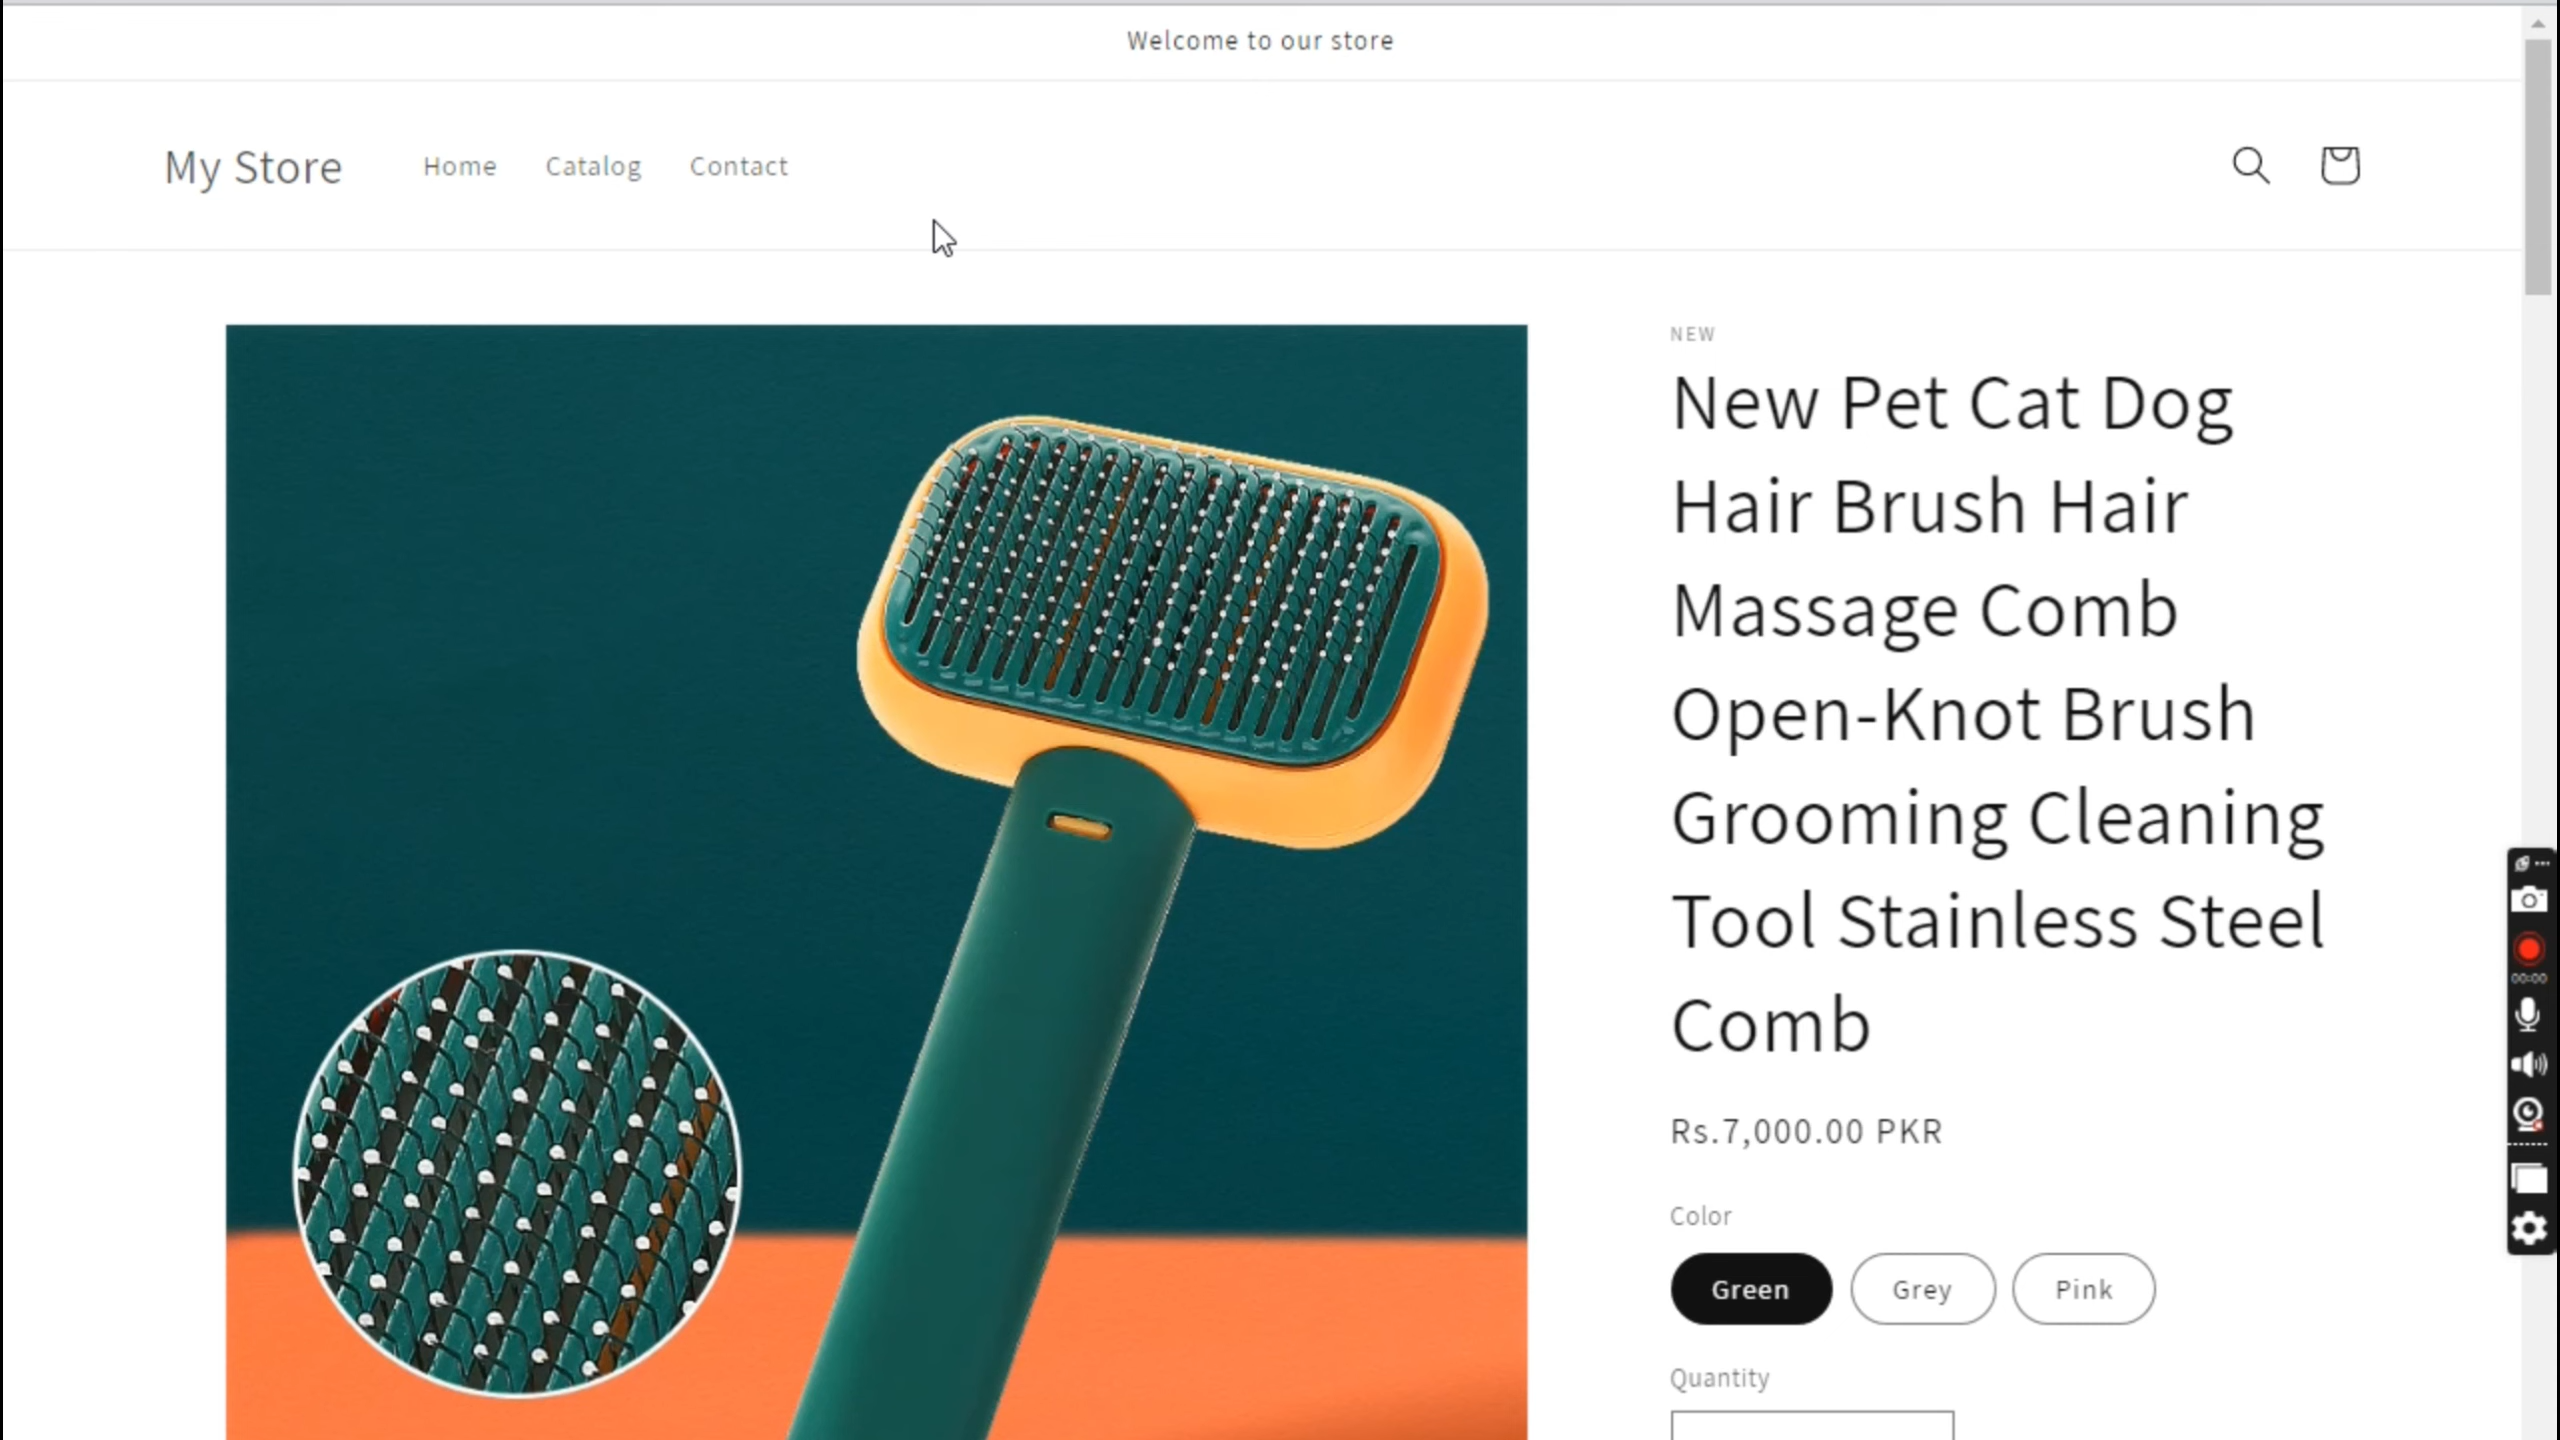 Welcome to our store
My Store
Home
Catalog
Contact
NEW
New Pet Cat Dog
Hair Brush Hair
Massage Comb
Open-Knot Brush
Grooming Cleaning
Tool Stainless Steel
Comb
Rs.7,000.00 PKR
Color
Green
Grey
Pink
Quantity
00:00